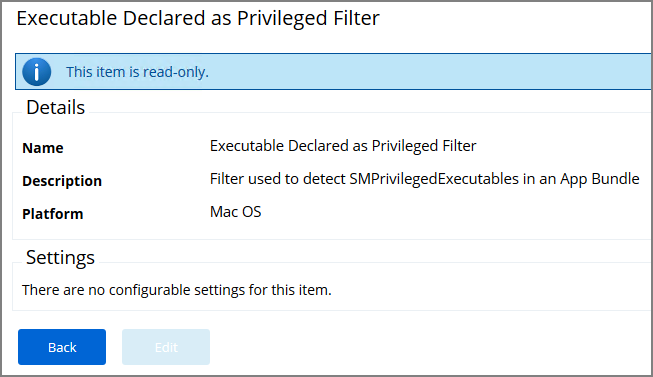 Executable Declared as Privileged Filter
This item is read-only.
Details
Name Executable Declared as Privileged Filter
Description Filter used to detect SMPrivilegedExecutables in an App Bundle
Platform Mac OS
Settings
There are no configurable settings for this item.
Back Edit